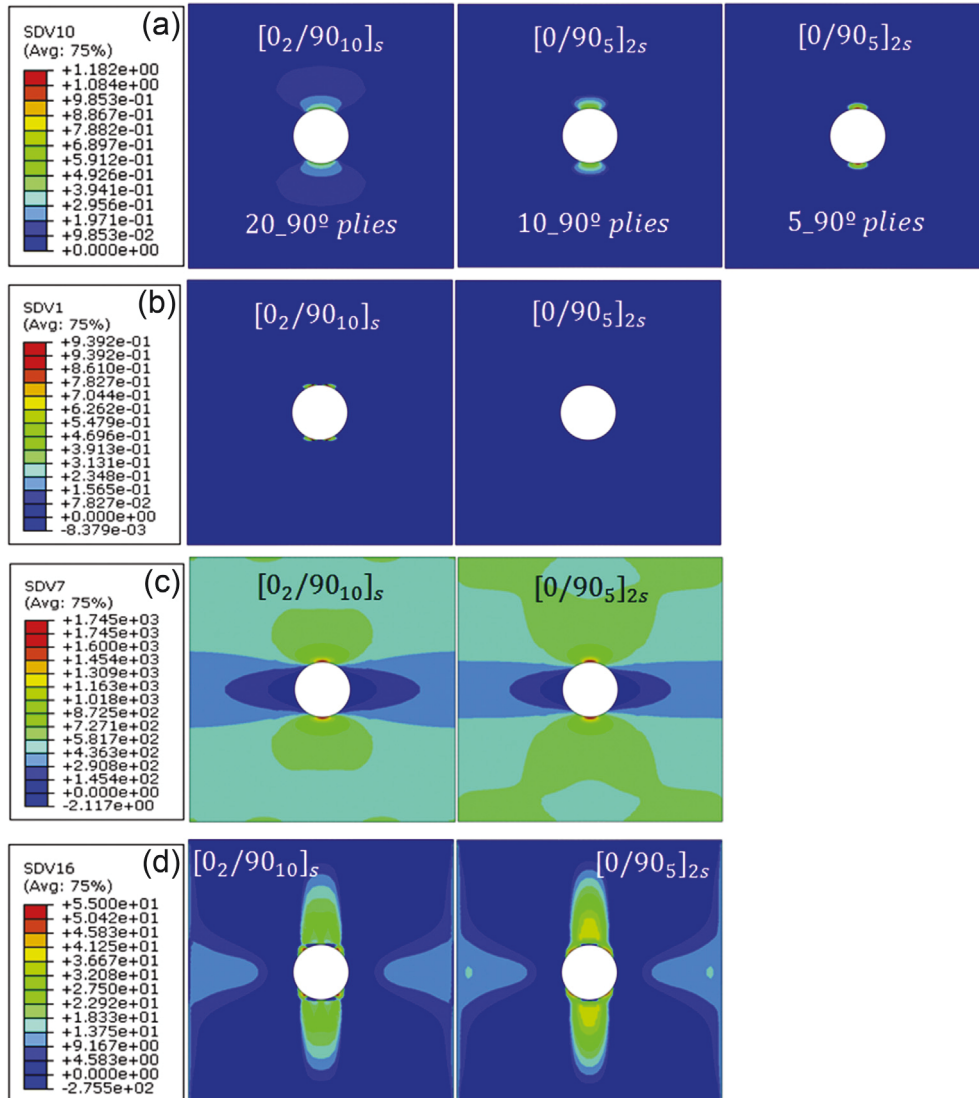 SDV10
(Avg: 75%)
+1.182e+00
+1.084e+00
+9.853e-01
+8.867e-01
+7.882e-01
+6.897e-01
+5.912e-01
+4.926e-01
+3.941e-01
+2.956e-01
+1.971e-01
+9.853e-02
+0.000e+00
(a)
[0₂/90₁₀]ₛ
[0/90₅]₂ₛ
[0/90₅]₂ₛ
20_90º plies
10_90º plies
5_90º plies
SDV1
(Avg: 75%)
+9.392e-01
+9.392e-01
+8.610e-01
+7.827e-01
+7.044e-01
+6.262e-01
+5.479e-01
+4.696e-01
+3.913e-01
+3.131e-01
+2.348e-01
+1.565e-01
+7.827e-02
+0.000e+00
-8.379e-03
(b)
[0₂/90₁₀]ₛ
[0/90₅]₂ₛ
SDV7
(Avg: 75%)
+1.745e+03
+1.745e+03
+1.600e+03
+1.454e+03
+1.309e+03
+1.163e+03
+1.018e+03
+8.725e+02
+7.271e+02
+5.817e+02
+4.363e+02
+2.908e+02
+1.454e+02
+0.000e+00
-2.117e+00
(c)
[0₂/90₁₀]ₛ
[0/90₅]₂ₛ
SDV16
(Avg: 75%)
+5.500e+01
+5.042e+01
+4.583e+01
+4.125e+01
+3.667e+01
+3.208e+01
+2.750e+01
+2.292e+01
+1.833e+01
+1.375e+01
+9.167e+00
+4.583e+00
+0.000e+00
-2.755e+02
(d)
[0₂/90₁₀]ₛ
[0/90₅]₂ₛ